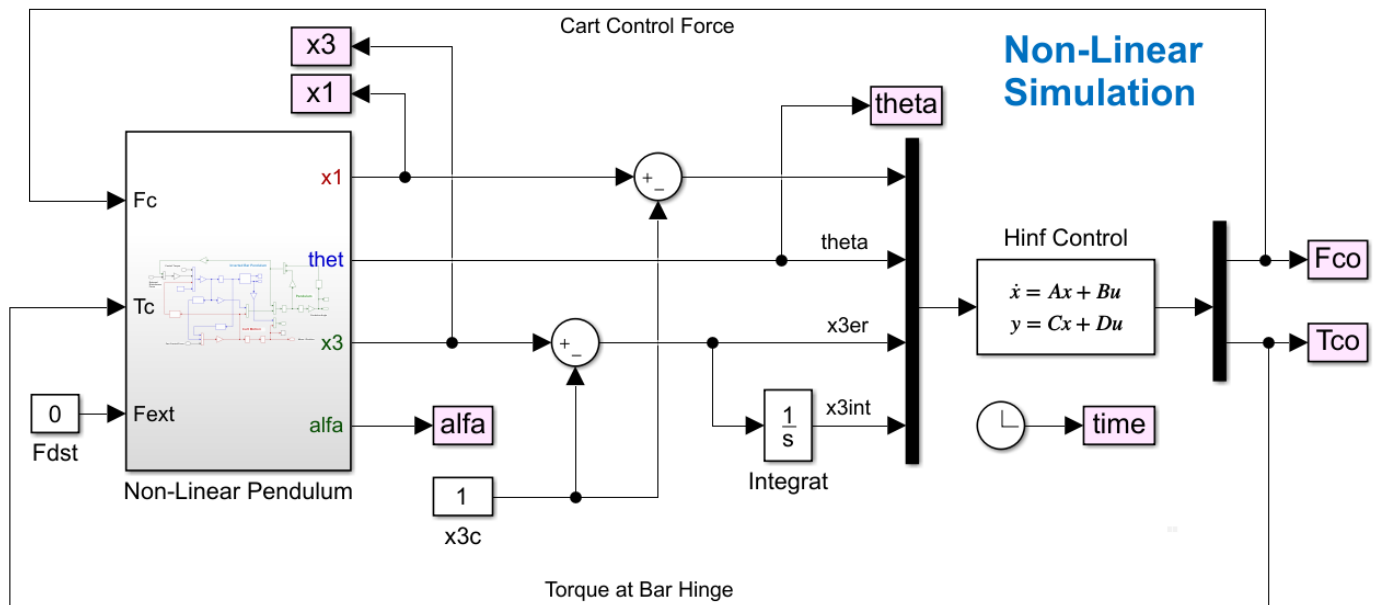 Cart Control Force
Non-Linear
Simulation
x3
x1
theta
x1
+
_
Fc
thet
theta
Hinf Control
ẋ = Ax + Bu
y = Cx + Du
Fco
Tc
x3
+
_
x3er
Tco
Fext
0
Fdst
alfa
alfa
1
s
x3int
Integrat
time
Non-Linear Pendulum
1
x3c
Torque at Bar Hinge